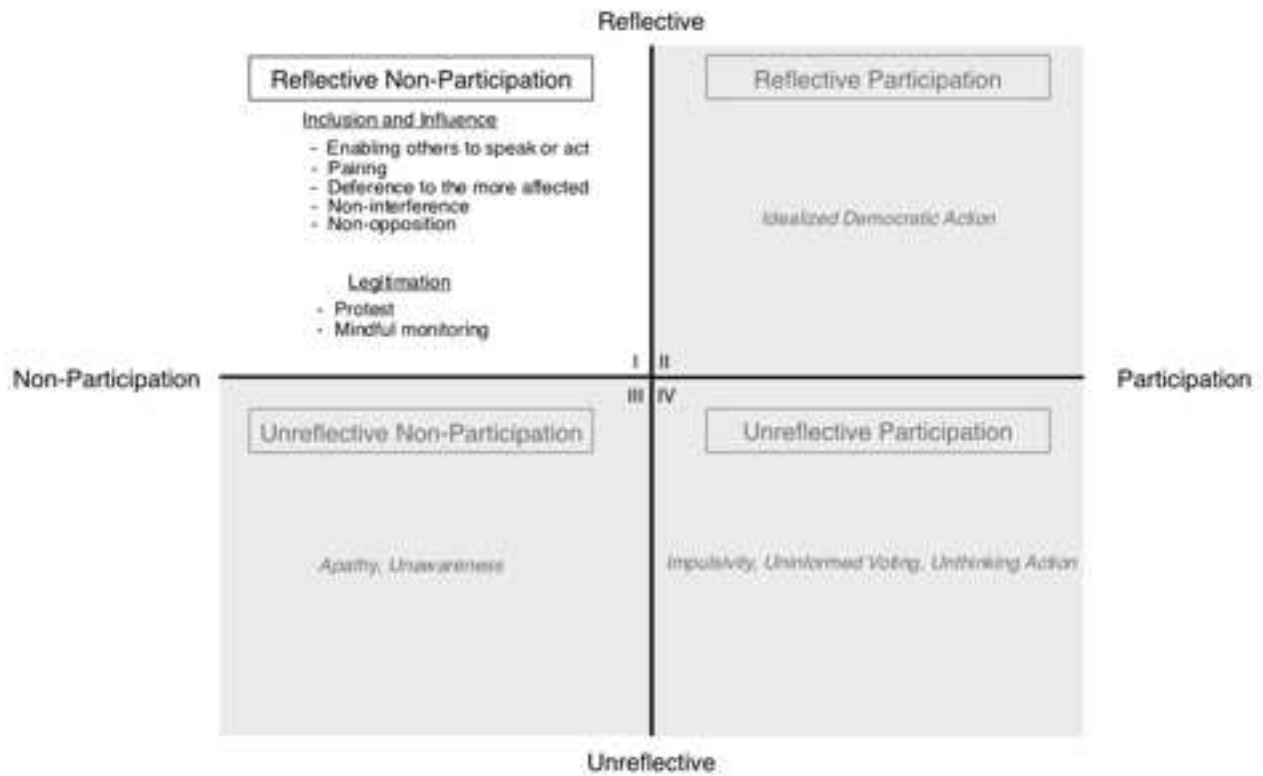 Reflective
Reflective Non-Participation
Inclusion and Influence
- Enabling others to speak or act
- Pairing
- Deference to the more affected
- Non-interference
- Non-opposition
Legitimation
- Protest
- Mindful monitoring
Reflective Participation
Idealized Democratic Action
I II
Non-Participation
Participation
III IV
Unreflective Non-Participation
Apathy, Unawareness
Unreflective Participation
Impulsivity, Uninformed Voting, Unthinking Action
Unreflective